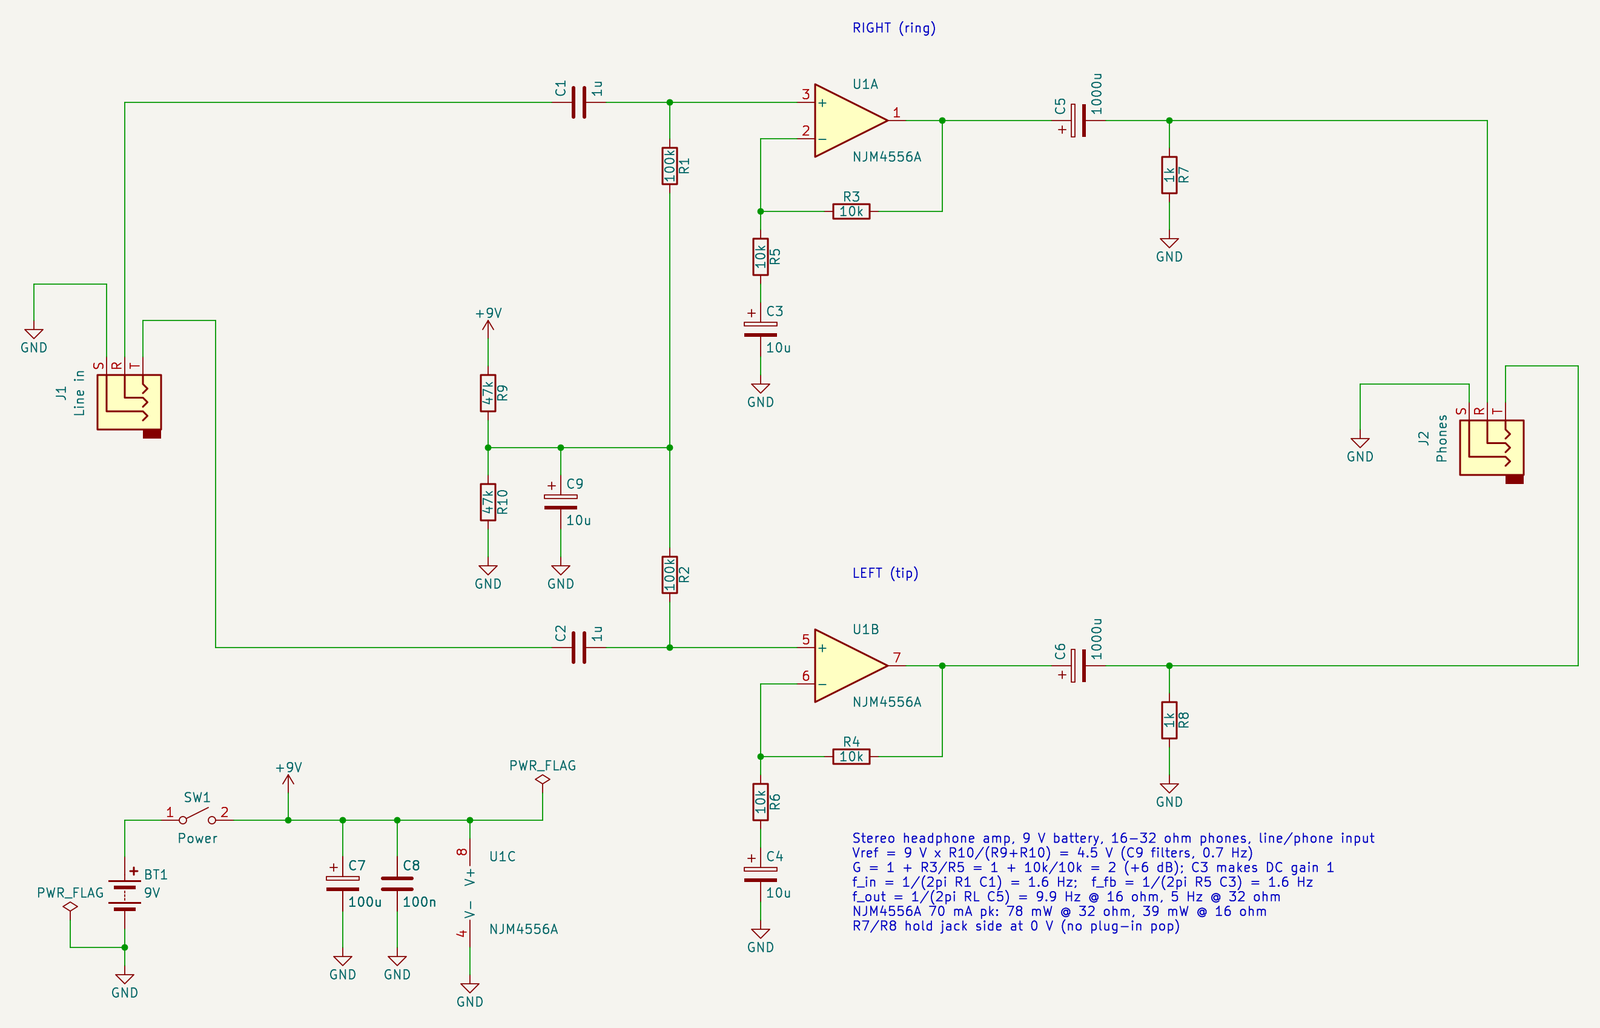 RIGHT (ring)
C1
1u
U1A
3
+
1
2
−
NJM4556A
C5
1000u
+
100k
R1
1k
R7
GND
R3
10k
10k
R5
+
C3
10u
GND
GND
S
R
T
J1
Line in
+9V
47k
R9
+
C9
10u
47k
R10
GND
GND
100k
R2
GND
S
R
T
J2
Phones
LEFT (tip)
C2
1u
U1B
5
+
7
6
−
NJM4556A
C6
1000u
+
1k
R8
GND
R4
10k
10k
R6
+
C4
10u
GND
+9V
PWR_FLAG
SW1
1
2
Power
+
BT1
9V
PWR_FLAG
GND
+
C7
100u
GND
C8
100n
GND
8
V+
U1C
V−
4
NJM4556A
GND
Stereo headphone amp, 9 V battery, 16-32 ohm phones, line/phone input
Vref = 9 V x R10/(R9+R10) = 4.5 V (C9 filters, 0.7 Hz)
G = 1 + R3/R5 = 1 + 10k/10k = 2 (+6 dB); C3 makes DC gain 1
f_in = 1/(2pi R1 C1) = 1.6 Hz;  f_fb = 1/(2pi R5 C3) = 1.6 Hz
f_out = 1/(2pi RL C5) = 9.9 Hz @ 16 ohm, 5 Hz @ 32 ohm
NJM4556A 70 mA pk: 78 mW @ 32 ohm, 39 mW @ 16 ohm
R7/R8 hold jack side at 0 V (no plug-in pop)